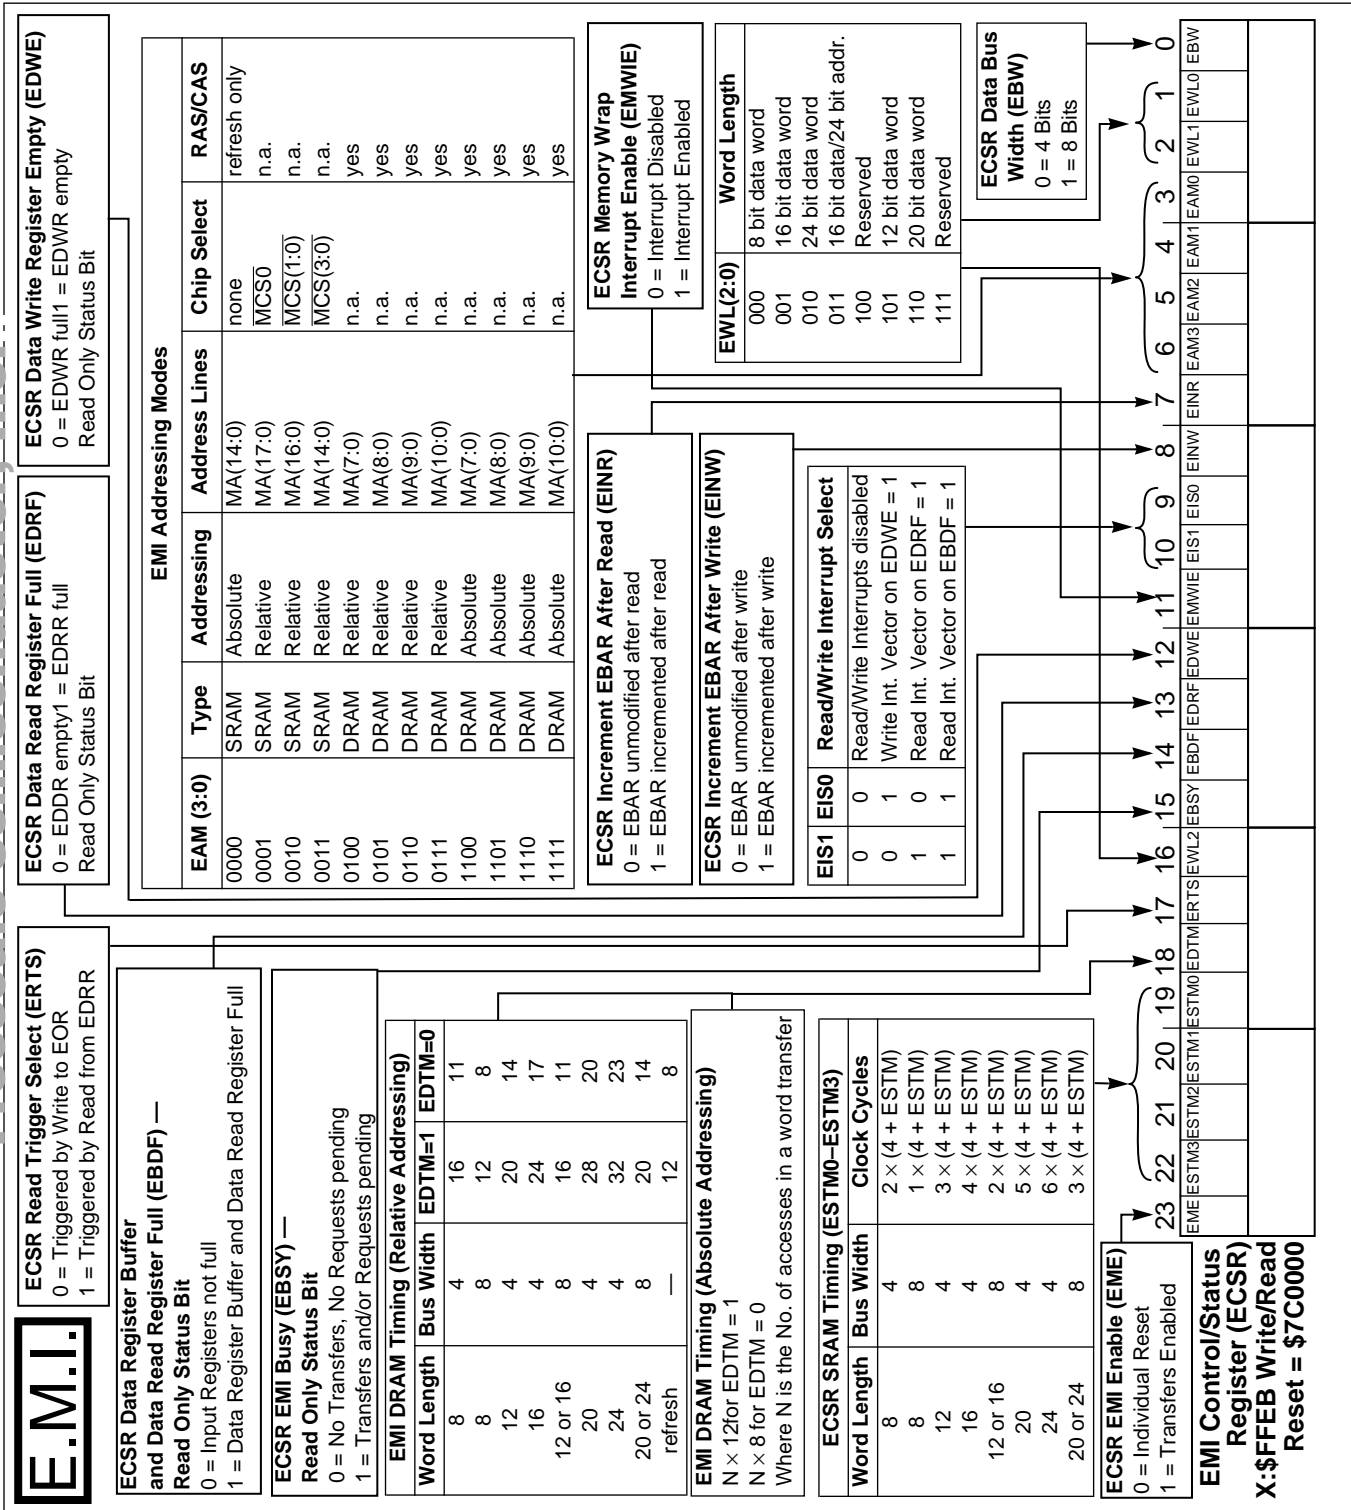 E.M.I.
ECSR Read Trigger Select (ERTS)
0 = Triggered by Write to EOR
1 = Triggered by Read from EDRR
ECSR Data Read Register Full (EDRF)
0 = EDDR empty1 = EDRR full
Read Only Status Bit
ECSR Data Write Register Empty (EDWE)
0 = EDWR full1 = EDWR empty
Read Only Status Bit
ECSR Data Register Buffer
and Data Read Register Full (EBDF) —
Read Only Status Bit
0 = Input Registers not full
1 = Data Register Buffer and Data Read Register Full
ECSR EMI Busy (EBSY) —
Read Only Status Bit
0 = No Transfers, No Requests pending
1 = Transfers and/or Requests pending
EMI DRAM Timing (Relative Addressing)
Word Length Bus Width EDTM=1 EDTM=0
8 4 16 11
8 8 12 8
12 4 20 14
16 4 24 17
12 or 16 8 16 11
20 4 28 20
24 4 32 23
20 or 24 8 20 14
refresh — 12 8
EMI DRAM Timing (Absolute Addressing)
N × 12for EDTM = 1
N × 8 for EDTM = 0
Where N is the No. of accesses in a word transfer
ECSR SRAM Timing (ESTM0–ESTM3)
Word Length Bus Width Clock Cycles
8 4 2 × (4 + ESTM)
8 8 1 × (4 + ESTM)
12 4 3 × (4 + ESTM)
16 4 4 × (4 + ESTM)
12 or 16 8 2 × (4 + ESTM)
20 4 5 × (4 + ESTM)
24 4 6 × (4 + ESTM)
20 or 24 8 3 × (4 + ESTM)
ECSR EMI Enable (EME)
0 = Individual Reset
1 = Transfers Enabled
EMI Addressing Modes
EAM (3:0) Type Addressing Address Lines Chip Select RAS/CAS
0000 SRAM Absolute MA(14:0) none refresh only
0001 SRAM Relative MA(17:0) MCS0 n.a.
0010 SRAM Relative MA(16:0) MCS(1:0) n.a.
0011 SRAM Relative MA(14:0) MCS(3:0) n.a.
0100 DRAM Relative MA(7:0) n.a. yes
0101 DRAM Relative MA(8:0) n.a. yes
0110 DRAM Relative MA(9:0) n.a. yes
0111 DRAM Relative MA(10:0) n.a. yes
1100 DRAM Absolute MA(7:0) n.a. yes
1101 DRAM Absolute MA(8:0) n.a. yes
1110 DRAM Absolute MA(9:0) n.a. yes
1111 DRAM Absolute MA(10:0) n.a. yes
ECSR Increment EBAR After Read (EINR)
0 = EBAR unmodified after read
1 = EBAR incremented after read
ECSR Increment EBAR After Write (EINW)
0 = EBAR unmodified after write
1 = EBAR incremented after write
EIS1 EIS0 Read/Write Interrupt Select
0 0 Read/Write Interrupts disabled
0 1 Write Int. Vector on EDWE = 1
1 0 Read Int. Vector on EDRF = 1
1 1 Read Int. Vector on EBDF = 1
ECSR Memory Wrap
Interrupt Enable (EMWIE)
0 = Interrupt Disabled
1 = Interrupt Enabled
EWL(2:0) Word Length
000 8 bit data word
001 16 bit data word
010 24 bit data word
011 16 bit data/24 bit addr.
100 Reserved
101 12 bit data word
110 20 bit data word
111 Reserved
ECSR Data Bus
Width (EBW)
0 = 4 Bits
1 = 8 Bits
23 22 21 20 19 18 17 16 15 14 13 12 11 10 9 8 7 6 5 4 3 2 1 0
EME ESTM3 ESTM2 ESTM1 ESTM0 EDTM ERTS EWL2 EBSY EBDF EDRF EDWE EMWIE EIS1 EIS0 EINW EINR EAM3 EAM2 EAM1 EAM0 EWL1 EWL0 EBW
EMI Control/Status
Register (ECSR)
X:$FFEB Write/Read
Reset = $7C0000